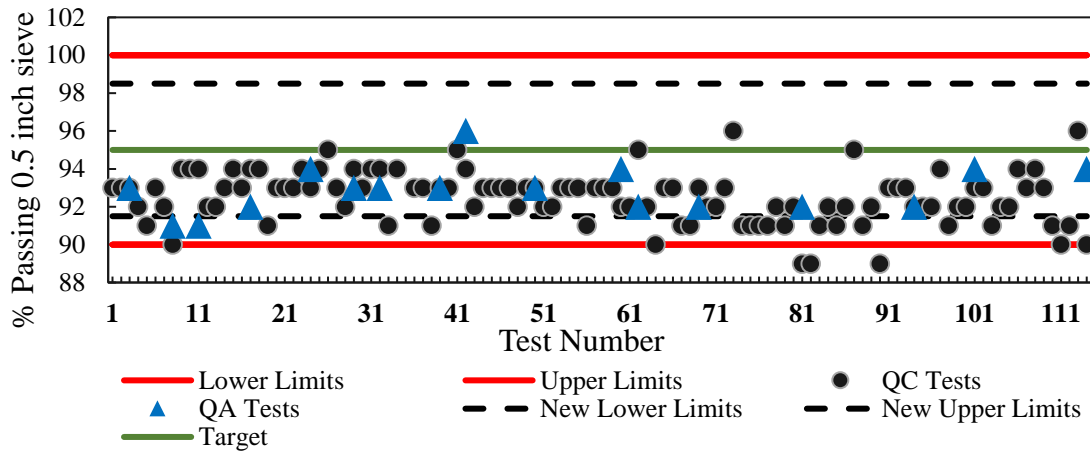 102
100
98
96
94
92
90
88
% Passing 0.5 inch sieve
1 11 21 31 41 51 61 71 81 91 101 111
Test Number
Lower Limits Upper Limits QC Tests
QA Tests New Lower Limits New Upper Limits
Target